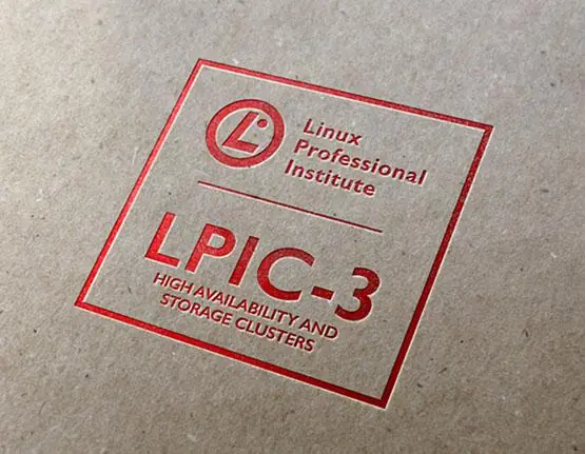 Linux
Professional
Institute
LPIC-3
HIGH AVAILABILITY AND
STORAGE CLUSTERS